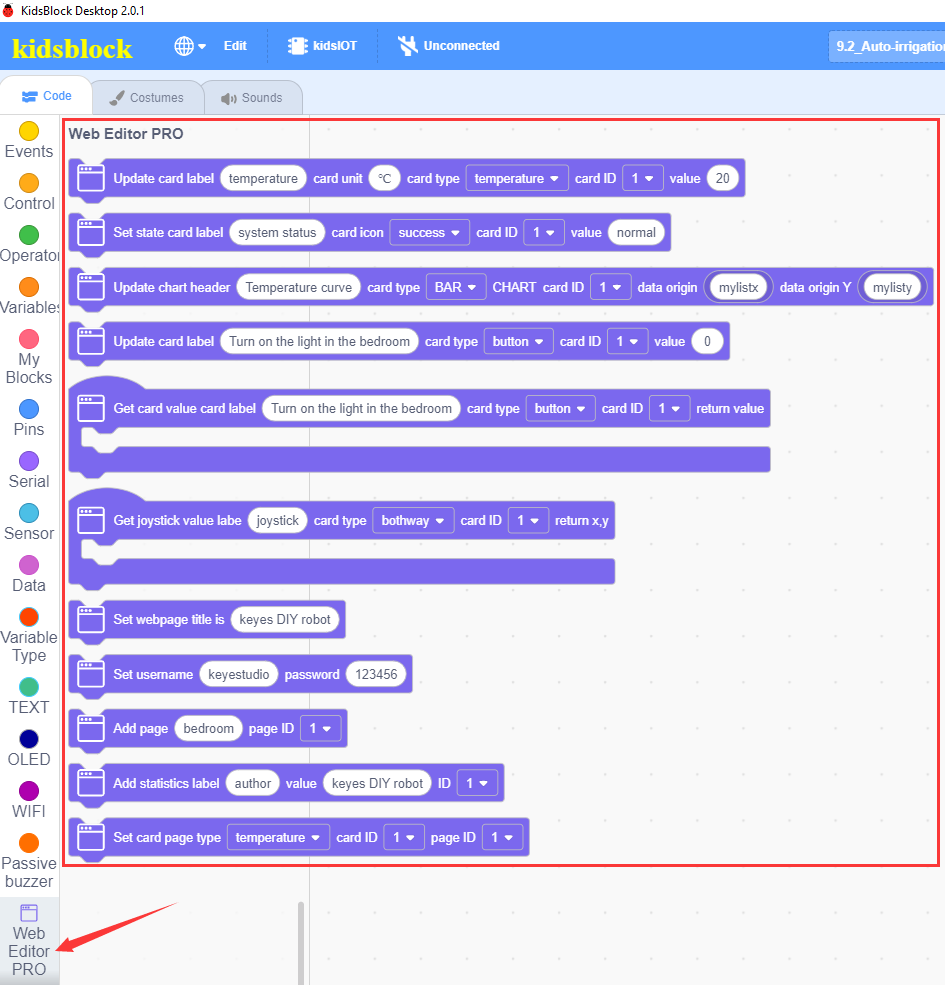 KidsBlock Desktop 2.0.1
kidsblock Edit kidsIOT Unconnected 9.2_Auto-irrigation
Code Costumes Sounds
Events
Control
Operator
Variables
My
Blocks
Pins
Serial
Sensor
Data
Variable
Type
TEXT
OLED
WIFI
Passive
buzzer
Web
Editor
PRO
Web Editor PRO
Update card label temperature card unit ℃ card type temperature card ID 1 value 20
Set state card label system status card icon success card ID 1 value normal
Update chart header Temperature curve card type BAR CHART card ID 1 data origin mylistx data origin Y mylisty
Update card label Turn on the light in the bedroom card type button card ID 1 value 0
Get card value card label Turn on the light in the bedroom card type button card ID 1 return value
Get joystick value labe joystick card type bothway card ID 1 return x,y
Set webpage title is keyes DIY robot
Set username keyestudio password 123456
Add page bedroom page ID 1
Add statistics label author value keyes DIY robot ID 1
Set card page type temperature card ID 1 page ID 1